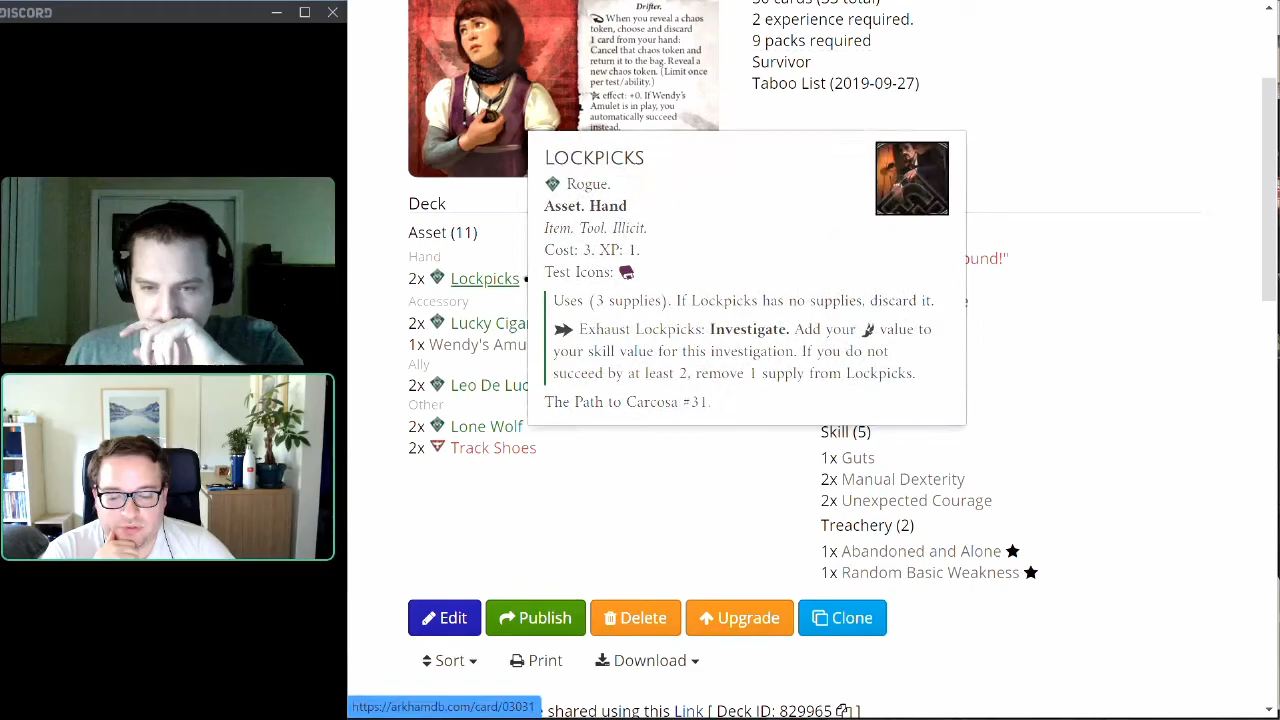 DISCORD
Drifter.
When you reveal a chaos
token, choose and discard
1 card from your hand:
Cancel that chaos token and
return it to the bag. Reveal a
new chaos token. (Limit once
per test/ability.)
effect: +0. If Wendy's
Amulet is in play, you
automatically succeed
instead.
2 experience required.
9 packs required
Survivor
Taboo List (2019-09-27)
LOCKPICKS
Rogue.
Asset. Hand
Item. Tool. Illicit.
Cost: 3. XP: 1.
Test Icons:
Uses (3 supplies). If Lockpicks has no supplies, discard it.
Exhaust Lockpicks: Investigate. Add your value to
your skill value for this investigation. If you do not
succeed by at least 2, remove 1 supply from Lockpicks.
The Path to Carcosa #31.
Deck
Asset (11)
Hand
2x Lockpicks
Accessory
2x Lucky Cigar
1x Wendy's Amu
Ally
2x Leo De Luc
Other
2x Lone Wolf
2x Track Shoes
ound!"
Skill (5)
1x Guts
2x Manual Dexterity
2x Unexpected Courage
Treachery (2)
1x Abandoned and Alone
1x Random Basic Weakness
Edit Publish Delete Upgrade Clone
Sort Print Download
https://arkhamdb.com/card/03031 shared using this Link [ Deck ID: 829965 ]